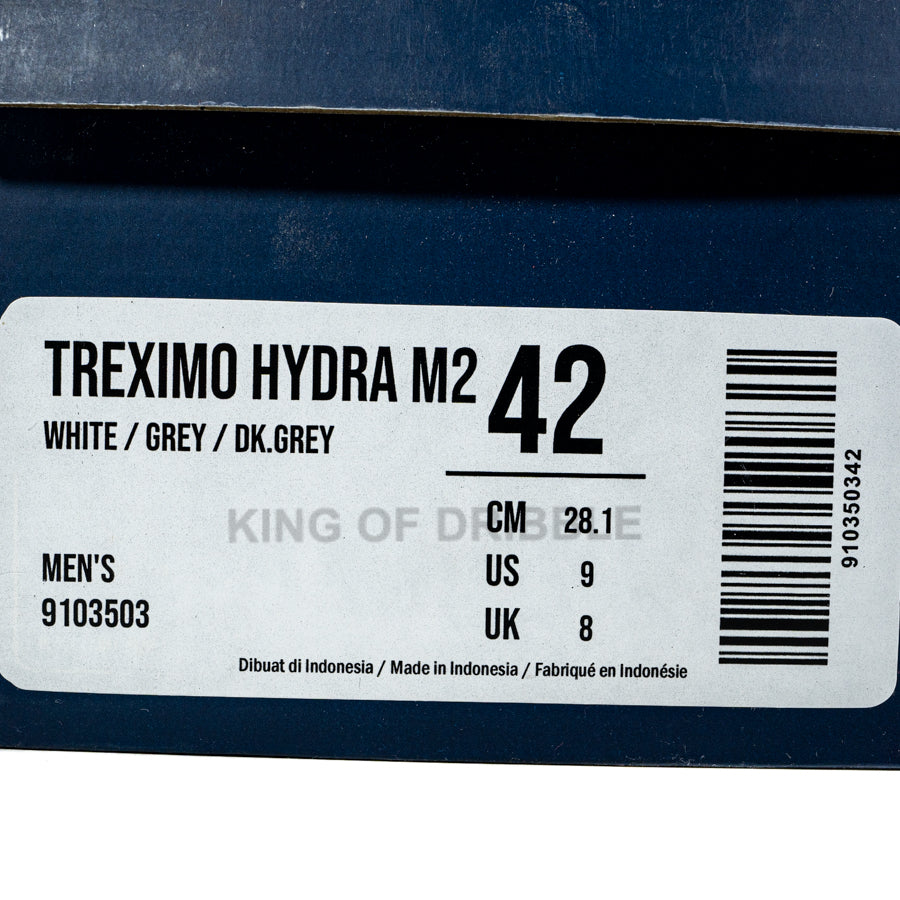 TREXIMO HYDRA M2
WHITE / GREY / DK.GREY
42
KING OF DRIBBLE
CM 28.1
US 9
UK 8
MEN'S
9103503
Dibuat di Indonesia / Made in Indonesia / Fabriqué en Indonésie
910350342